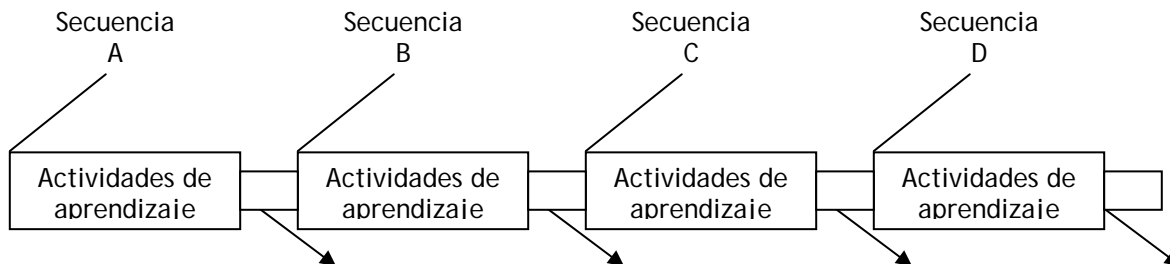 Secuencia
A
Secuencia
B
Secuencia
C
Secuencia
D
Actividades de
aprendizaje
Actividades de
aprendizaje
Actividades de
aprendizaje
Actividades de
aprendizaje